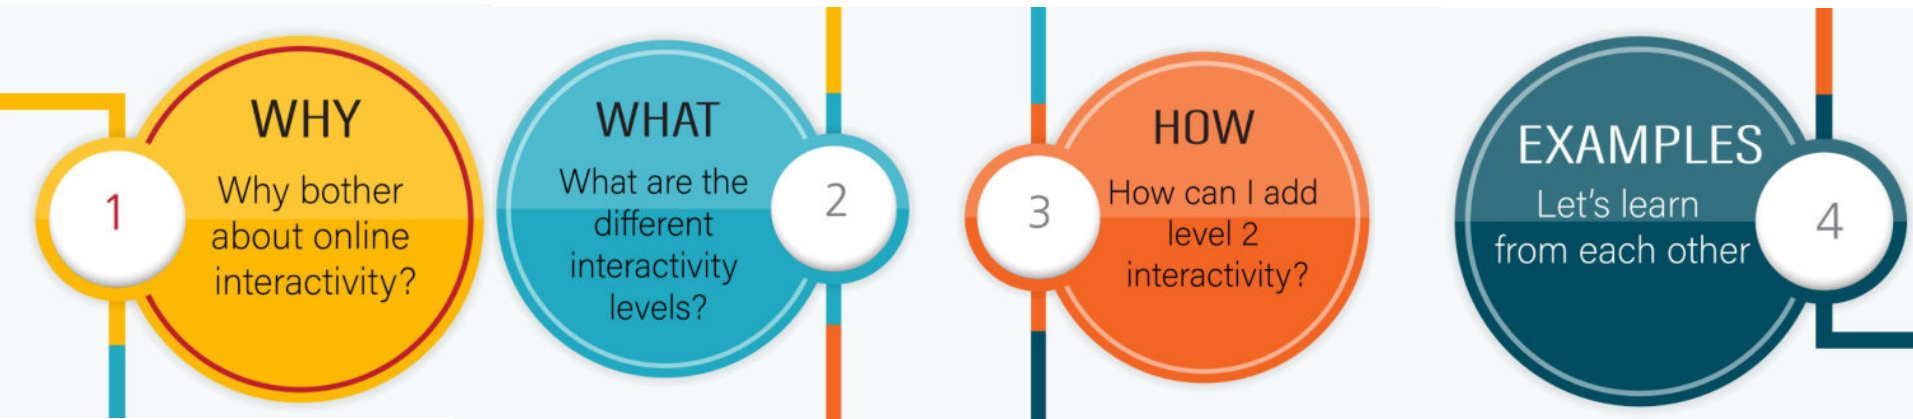 1
WHY
Why bother
about online
interactivity?
WHAT
What are the
different
interactivity
levels?
2
3
HOW
How can I add
level 2
interactivity?
EXAMPLES
Let's learn
from each other
4